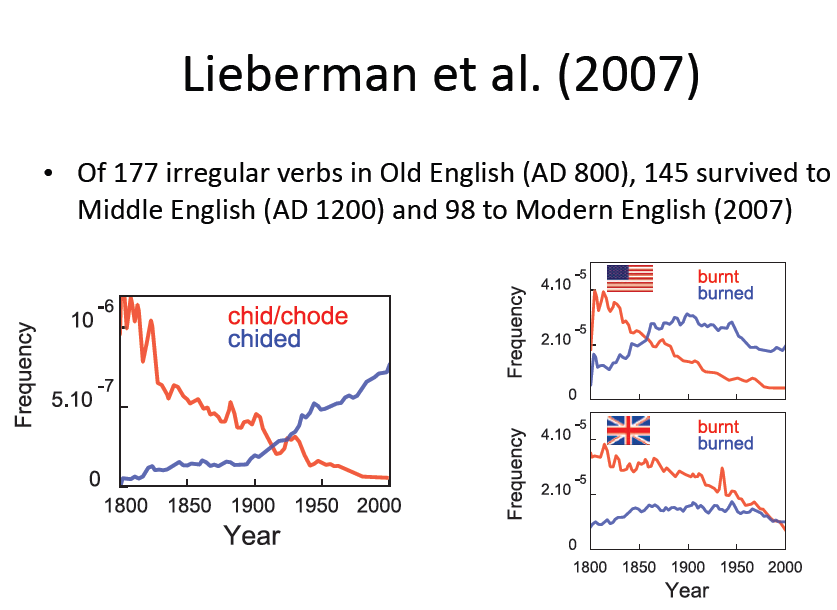 Lieberman et al. (2007)
• Of 177 irregular verbs in Old English (AD 800), 145 survived to
Middle English (AD 1200) and 98 to Modern English (2007)
Frequency
10⁻⁶
5.10⁻⁷
0
chid/chode
chided
1800 1850 1900 1950 2000
Year
Frequency
4.10⁻⁵
2.10⁻⁵
0
burnt
burned
Frequency
4.10⁻⁵
2.10⁻⁵
0
burnt
burned
1800 1850 1900 1950 2000
Year